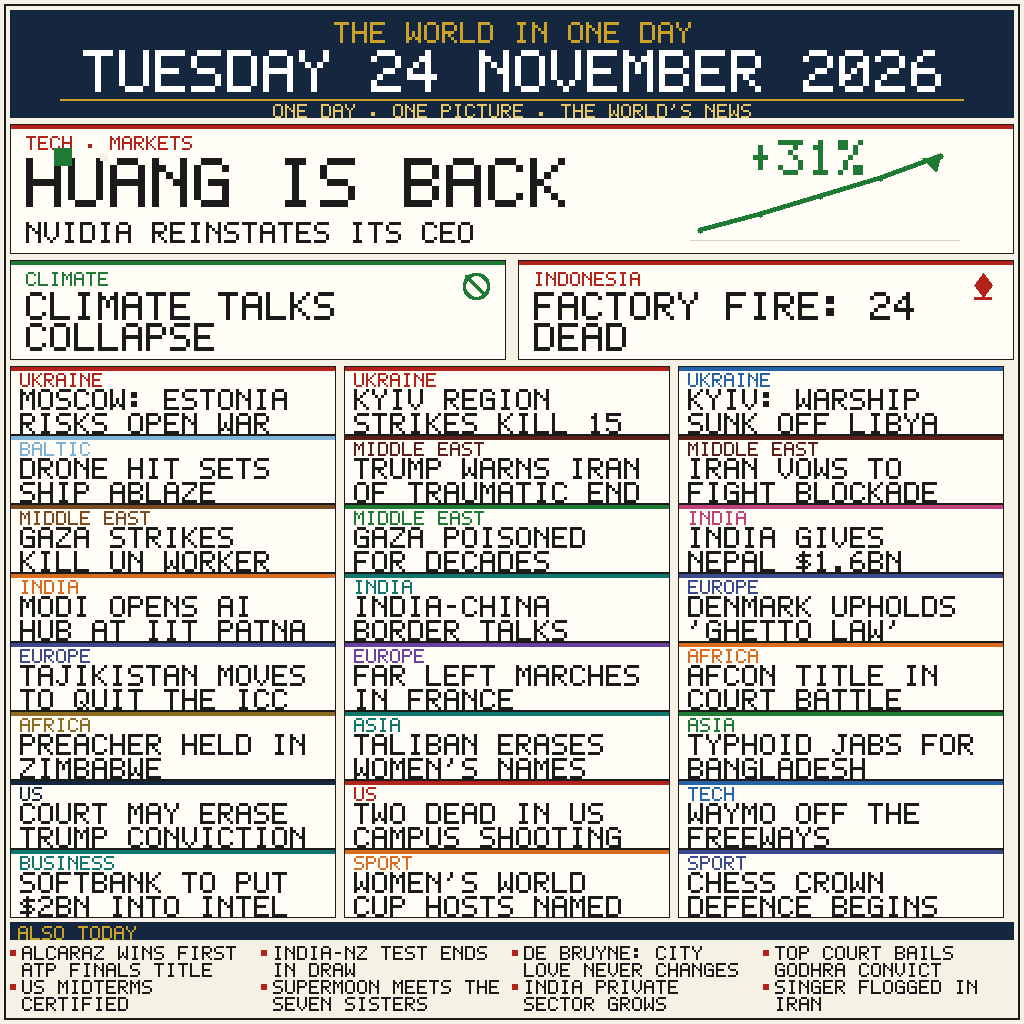 THE WORLD IN ONE DAY
TUESDAY 24 NOVEMBER 2026
ONE DAY . ONE PICTURE . THE WORLD'S NEWS
TECH . MARKETS
HUANG IS BACK
NVIDIA REINSTATES ITS CEO
+31%
CLIMATE
CLIMATE TALKS
COLLAPSE
INDONESIA
FACTORY FIRE: 24
DEAD
UKRAINE
MOSCOW: ESTONIA
RISKS OPEN WAR
UKRAINE
KYIV REGION
STRIKES KILL 15
UKRAINE
KYIV: WARSHIP
SUNK OFF LIBYA
BALTIC
DRONE HIT SETS
SHIP ABLAZE
MIDDLE EAST
TRUMP WARNS IRAN
OF TRAUMATIC END
MIDDLE EAST
IRAN VOWS TO
FIGHT BLOCKADE
MIDDLE EAST
GAZA STRIKES
KILL UN WORKER
MIDDLE EAST
GAZA POISONED
FOR DECADES
INDIA
INDIA GIVES
NEPAL $1.6BN
INDIA
MODI OPENS AI
HUB AT IIT PATNA
INDIA
INDIA-CHINA
BORDER TALKS
EUROPE
DENMARK UPHOLDS
'GHETTO LAW'
EUROPE
TAJIKISTAN MOVES
TO QUIT THE ICC
EUROPE
FAR LEFT MARCHES
IN FRANCE
AFRICA
AFCON TITLE IN
COURT BATTLE
AFRICA
PREACHER HELD IN
ZIMBABWE
ASIA
TALIBAN ERASES
WOMEN'S NAMES
ASIA
TYPHOID JABS FOR
BANGLADESH
US
COURT MAY ERASE
TRUMP CONVICTION
US
TWO DEAD IN US
CAMPUS SHOOTING
TECH
WAYMO OFF THE
FREEWAYS
BUSINESS
SOFTBANK TO PUT
$2BN INTO INTEL
SPORT
WOMEN'S WORLD
CUP HOSTS NAMED
SPORT
CHESS CROWN
DEFENCE BEGINS
ALSO TODAY
ALCARAZ WINS FIRST
ATP FINALS TITLE
INDIA-NZ TEST ENDS
IN DRAW
DE BRUYNE: CITY
LOVE NEVER CHANGES
TOP COURT BAILS
GODHRA CONVICT
US MIDTERMS
CERTIFIED
SUPERMOON MEETS THE
SEVEN SISTERS
INDIA PRIVATE
SECTOR GROWS
SINGER FLOGGED IN
IRAN